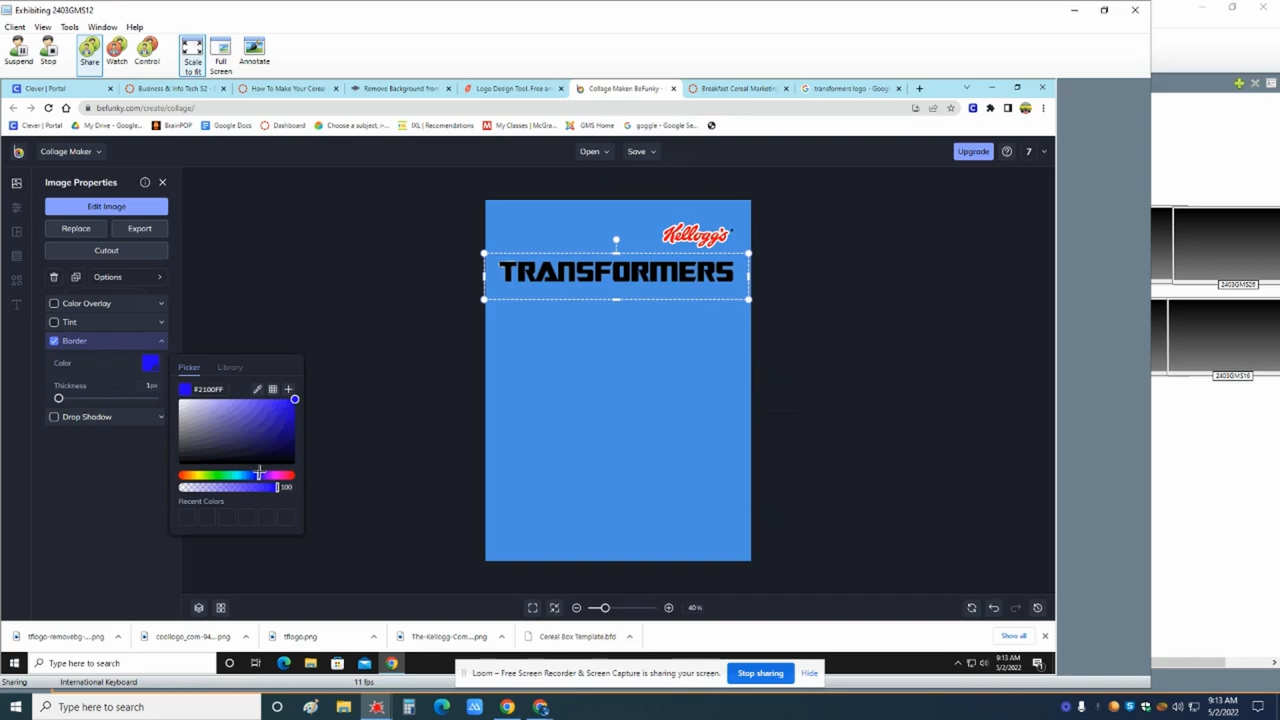 Exhibiting 2403GMS12
Client View Tools Window Help
Suspend Stop Share Watch Control Scale to fit Full Screen Annotate
Clever | Portal Business & Info Tech S2 - How To Make Your Cereal Remove Background from Logo Design Tool. Free an Collage Maker: BeFunky - Breakfast Cereal Marketing transformers logo - Google
befunky.com/create/collage/
Clever | Portal My Drive - Google... BrainPOP Google Docs Dashboard Choose a subject, in... IXL | Recomendations My Classes | McGra... GMS Home goggle - Google Se...
Collage Maker Open Save Upgrade 7
Image Properties
Edit Image
Replace Export
Cutout
Options
Color Overlay
Tint
Border
Color
Thickness 1px
Drop Shadow
Picker Library
#2100FF
100
Recent Colors
Kellogg's
TRANSFORMERS
2403GMS26
2403GMS16
40%
tflogo-removebg-....png coollogo_com-94....png tflogo.png The-Kellogg-Com....png Cereal Box Template.bfd Show all
Type here to search 9:13 AM
5/2/2022
Loom – Free Screen Recorder & Screen Capture is sharing your screen. Stop sharing Hide
Sharing International Keyboard 11 fps
Type here to search 9:13 AM
5/2/2022